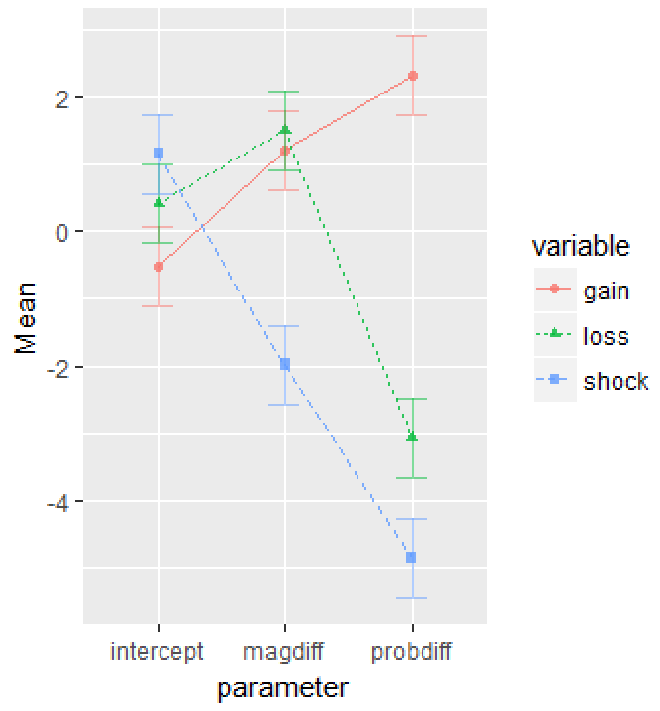 2
0
-2
-4
Mean
intercept magdiff probdiff
parameter
variable
gain
loss
shock